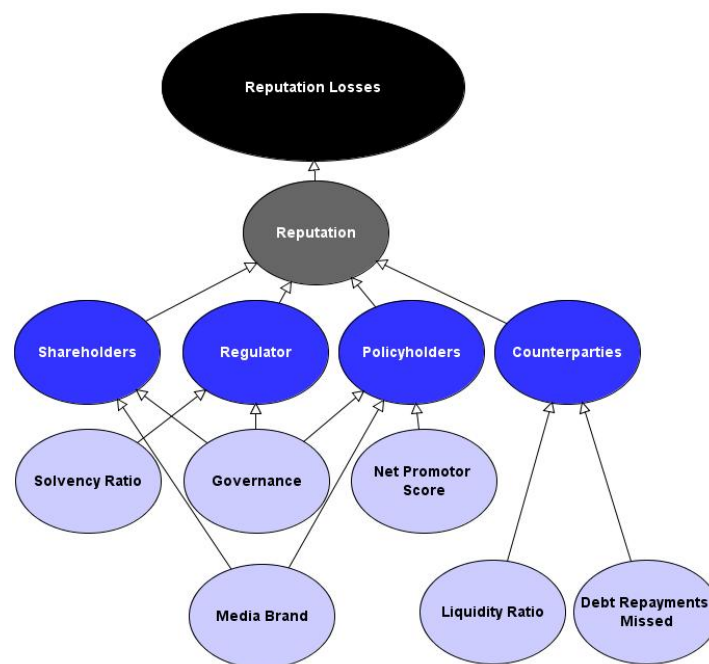 Reputation Losses
Reputation
Shareholders
Regulator
Policyholders
Counterparties
Solvency Ratio
Governance
Net Promotor
Score
Media Brand
Liquidity Ratio
Debt Repayments
Missed